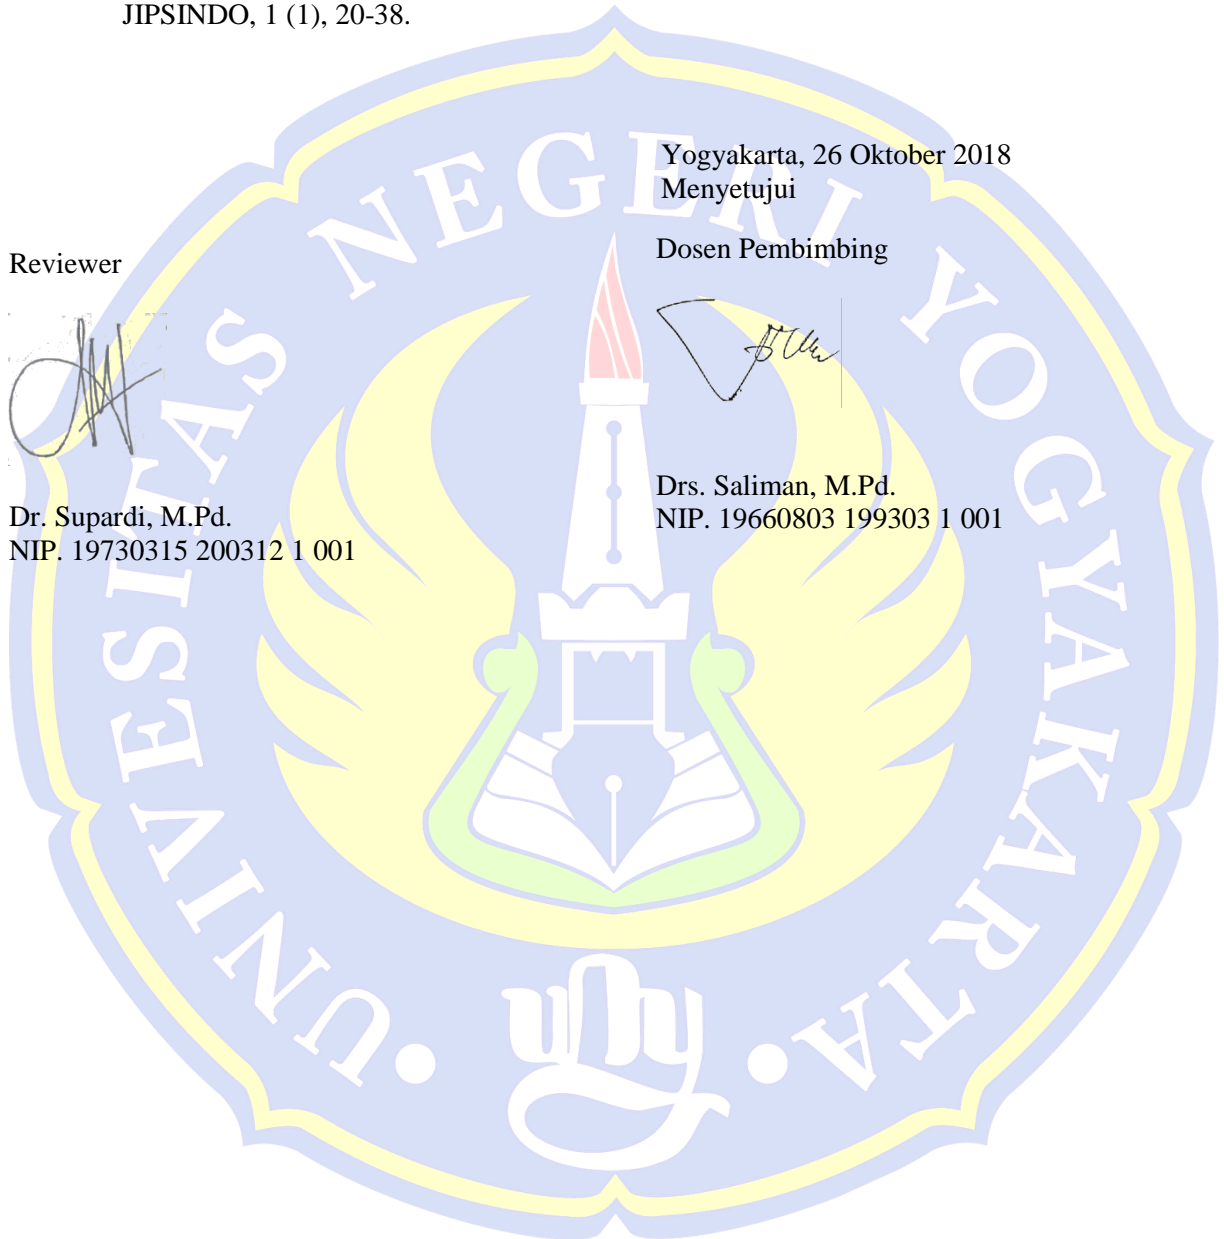 JIPSINDO, 1 (1), 20-38.
Yogyakarta, 26 Oktober 2018
Menyetujui
Reviewer
Dosen Pembimbing
Dr. Supardi, M.Pd.
NIP. 19730315 200312 1 001
Drs. Saliman, M.Pd.
NIP. 19660803 199303 1 001
UNIVESITAS NEGERI YOGYAKARTA
uny